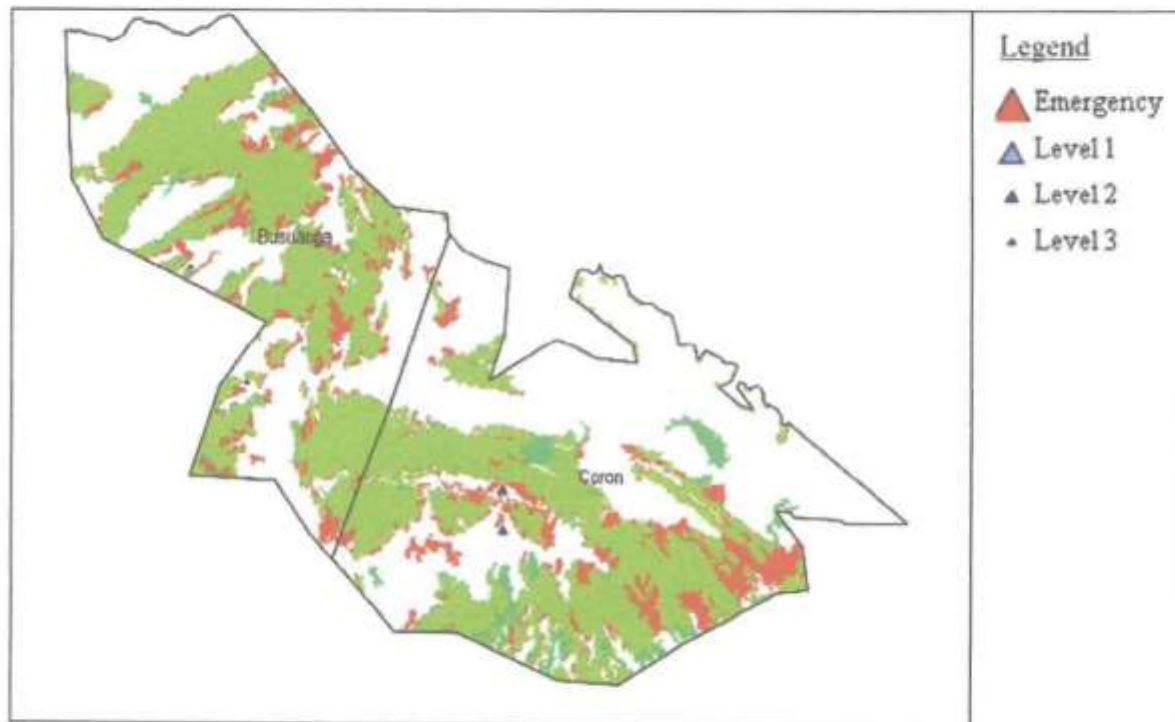 Legend
Emergency
Level 1
Level 2
Level 3
Busuanga
Coron